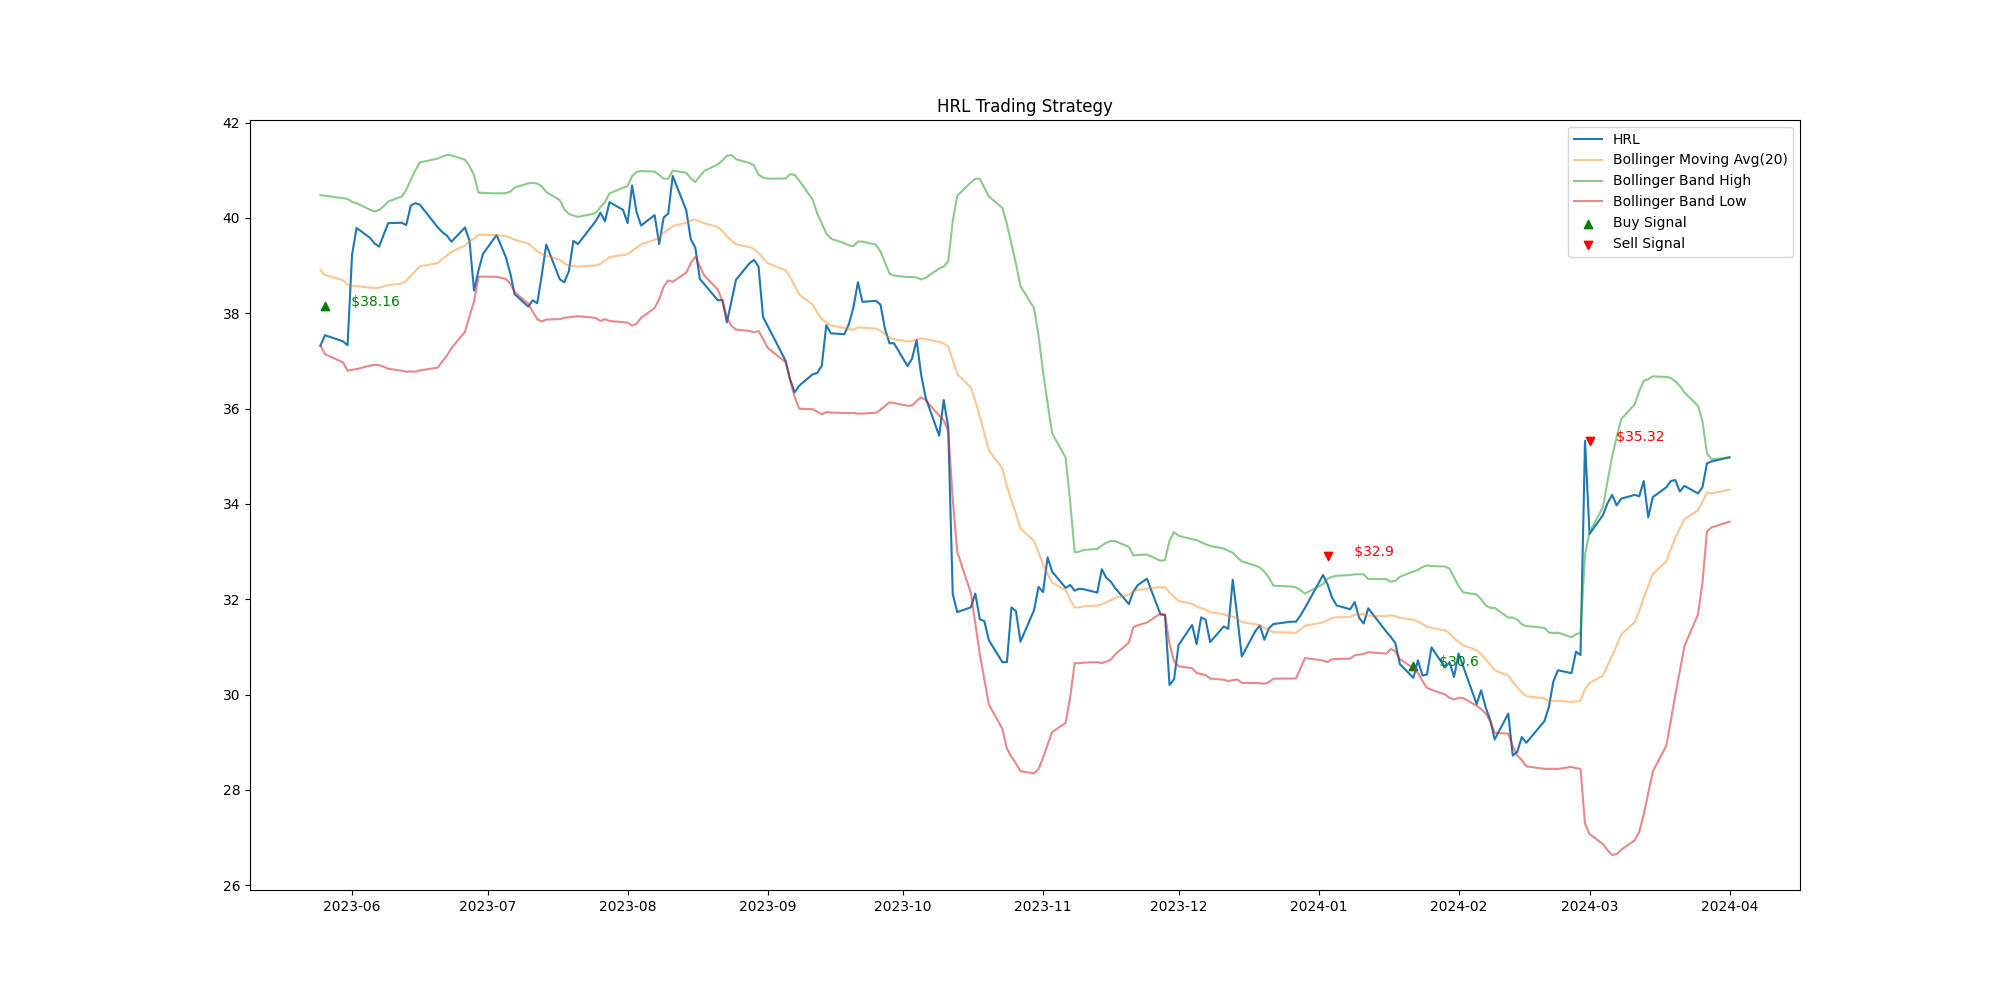 HRL Trading Strategy
42
40
38
36
34
32
30
28
26
HRL
Bollinger Moving Avg(20)
Bollinger Band High
Bollinger Band Low
Buy Signal
Sell Signal
$38.16
$35.32
$32.9
$30.6
2023-06 2023-07 2023-08 2023-09 2023-10 2023-11 2023-12 2024-01 2024-02 2024-03 2024-04